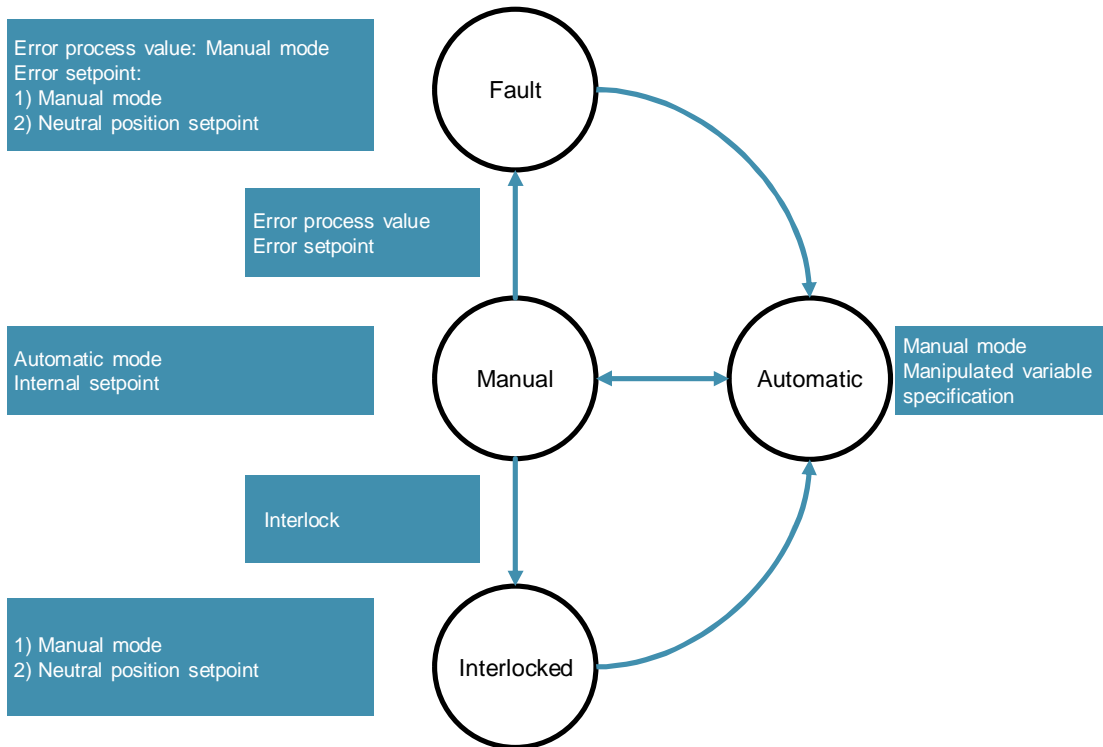 Error process value: Manual mode
Error setpoint:
1) Manual mode
2) Neutral position setpoint
Fault
Error process value
Error setpoint
Automatic mode
Internal setpoint
Manual
Automatic
Manual mode
Manipulated variable
specification
Interlock
1) Manual mode
2) Neutral position setpoint
Interlocked